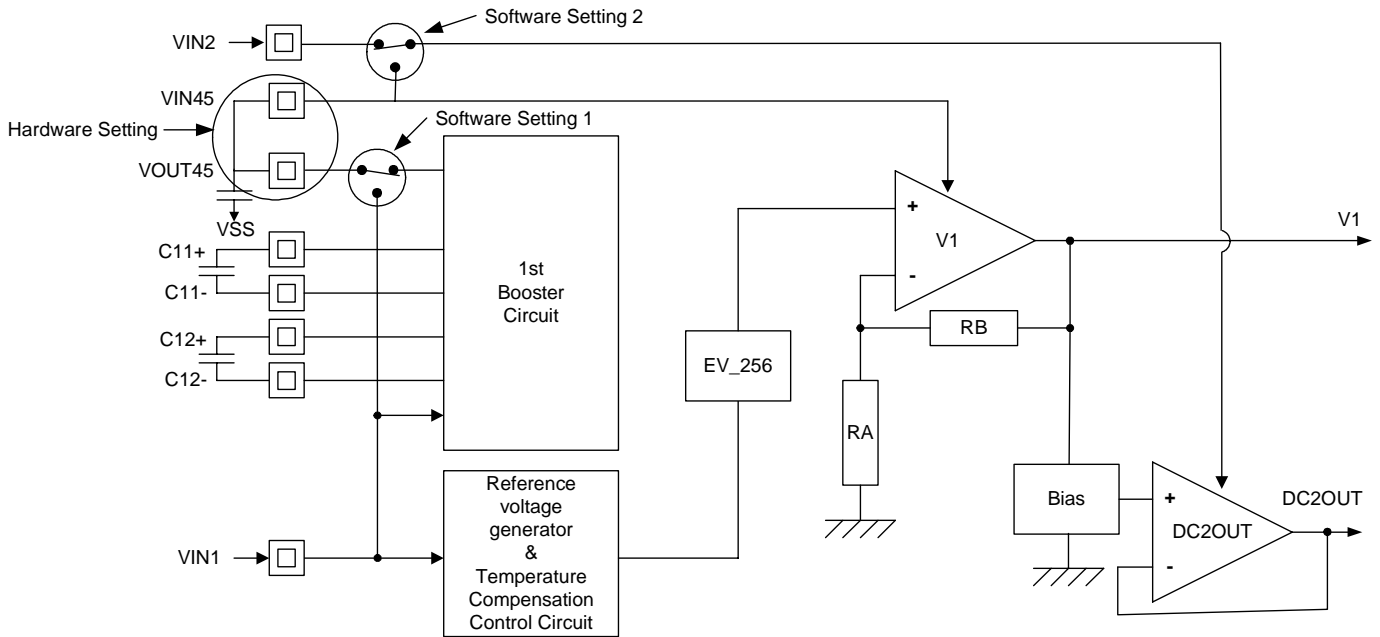 Software Setting 2
VIN2
VIN45
Hardware Setting
Software Setting 1
VOUT45
VSS
C11+
C11-
C12+
C12-
1st
Booster
Circuit
+
V1
-
V1
RB
EV_256
RA
Reference
voltage
generator
&
Temperature
Compensation
Control Circuit
VIN1
Bias
+
DC2OUT
-
DC2OUT